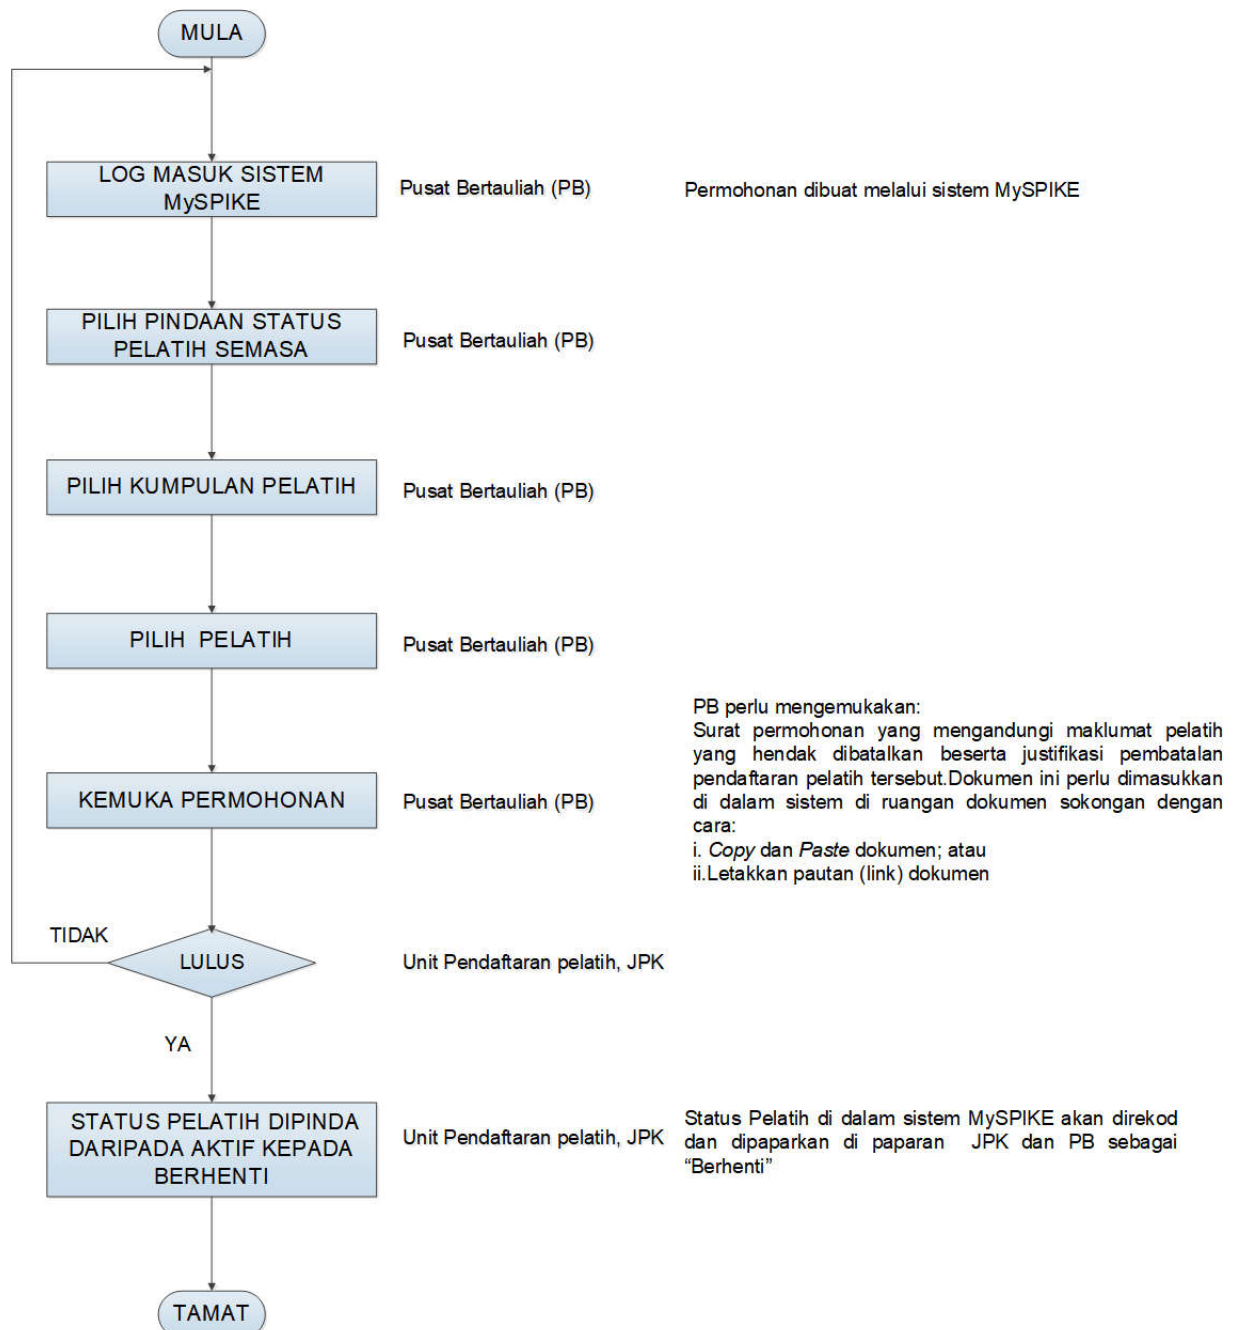 MULA
LOG MASUK SISTEM
MySPIKE
Pusat Bertauliah (PB)
Permohonan dibuat melalui sistem MySPIKE
PILIH PINDAAN STATUS
PELATIH SEMASA
Pusat Bertauliah (PB)
PILIH KUMPULAN PELATIH
Pusat Bertauliah (PB)
PILIH PELATIH
Pusat Bertauliah (PB)
KEMUKA PERMOHONAN
Pusat Bertauliah (PB)
PB perlu mengemukakan:
Surat permohonan yang mengandungi maklumat pelatih
yang hendak dibatalkan beserta justifikasi pembatalan
pendaftaran pelatih tersebut.Dokumen ini perlu dimasukkan
di dalam sistem di ruangan dokumen sokongan dengan
cara:
i. Copy dan Paste dokumen; atau
ii.Letakkan pautan (link) dokumen
TIDAK
LULUS
Unit Pendaftaran pelatih, JPK
YA
STATUS PELATIH DIPINDA
DARIPADA AKTIF KEPADA
BERHENTI
Unit Pendaftaran pelatih, JPK
Status Pelatih di dalam sistem MySPIKE akan direkod
dan dipaparkan di paparan JPK dan PB sebagai
“Berhenti”
TAMAT